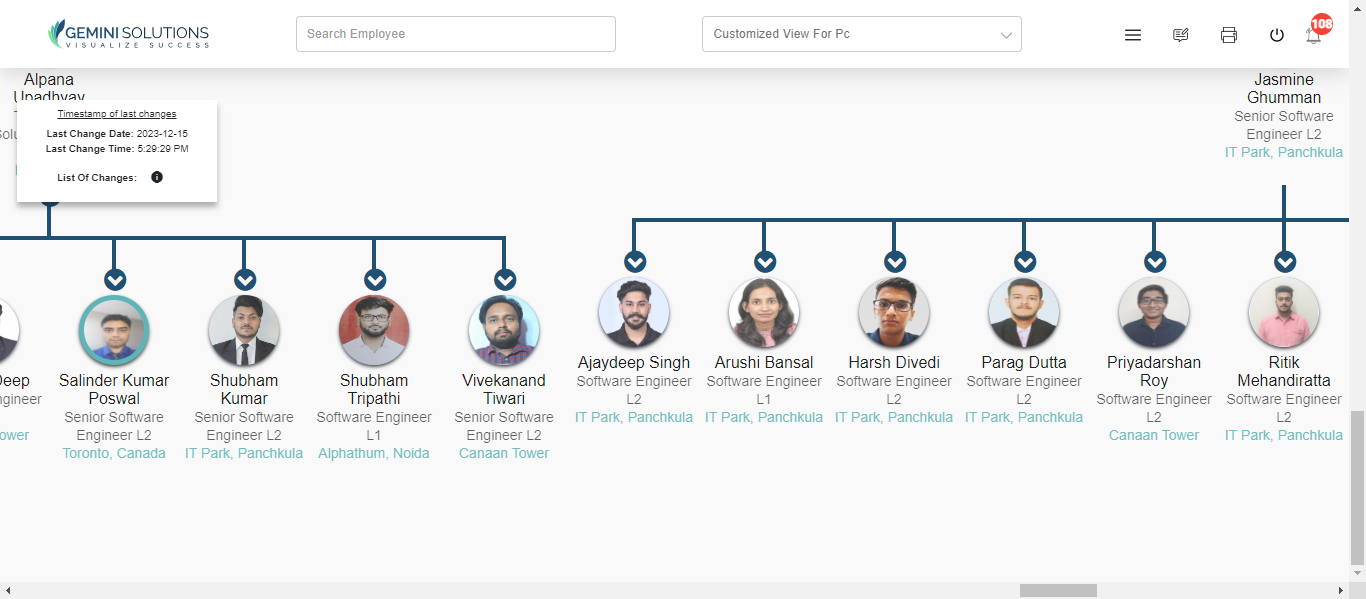 GEMINI SOLUTIONS
VISUALIZE SUCCESS
Search Employee
Customized View For Pc
108
Alpana
Upadhyay
Timestamp of last changes
Last Change Date: 2023-12-15
Last Change Time: 5:29:29 PM
List Of Changes:
Jasmine
Ghumman
Senior Software
Engineer L2
IT Park, Panchkula
Deep
Salinder Kumar
Poswal
Senior Software
Engineer L2
Toronto, Canada
Shubham
Kumar
Senior Software
Engineer L2
IT Park, Panchkula
Shubham
Tripathi
Software Engineer
L1
Alphathum, Noida
Vivekanand
Tiwari
Senior Software
Engineer L2
Canaan Tower
Ajaydeep Singh
Software Engineer
L2
IT Park, Panchkula
Arushi Bansal
Software Engineer
L1
IT Park, Panchkula
Harsh Divedi
Software Engineer
L2
IT Park, Panchkula
Parag Dutta
Software Engineer
L2
IT Park, Panchkula
Priyadarshan
Roy
Software Engineer
L2
Canaan Tower
Ritik
Mehandiratta
Software Engineer
L2
IT Park, Panchkula